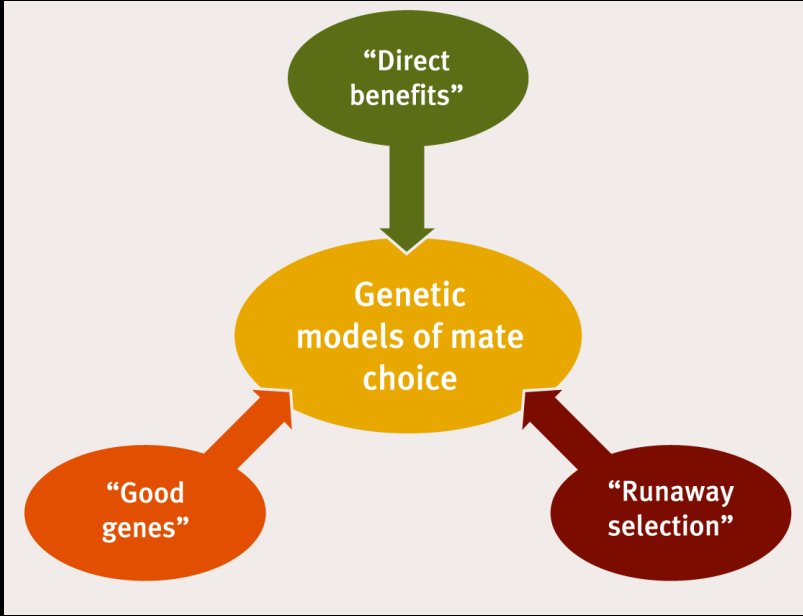 “Direct
benefits”
Genetic
models of mate
choice
“Good
genes”
“Runaway
selection”